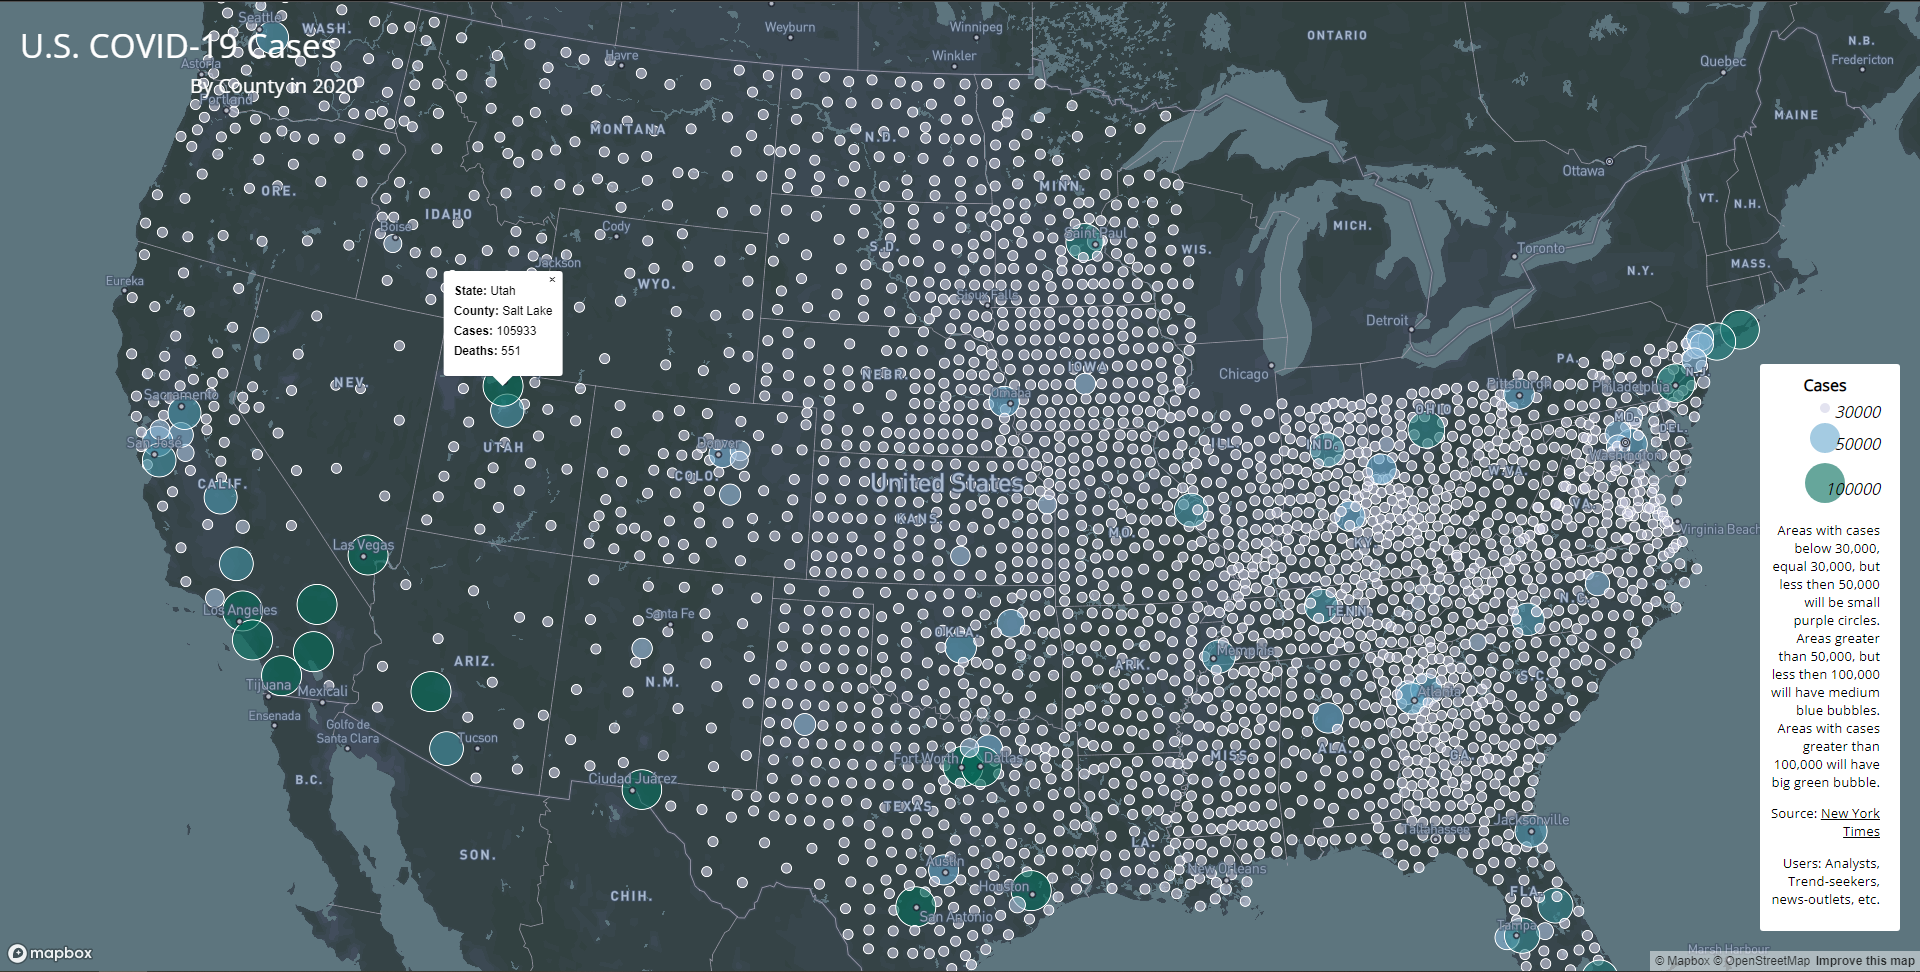 U.S. COVID-19 Cases
By County in 2020
Seattle
WASH.
Astoria
Portland
ORE.
IDAHO
Boise
MONTANA
Havre
Weyburn
Winnipeg
Winkler
N.D.
MINN.
Saint Paul
S.D.
Sioux Falls
WIS.
MICH.
ONTARIO
Ottawa
Toronto
Quebec
N.B.
Fredericton
MAINE
VT.
N.H.
MASS.
N.Y.
Detroit
Chicago
Cody
Jackson
WYO.
Eureka
State: Utah
County: Salt Lake
Cases: 105933
Deaths: 551
×
NEV.
UTAH
Sacramento
San Jose
CALIF.
Denver
COLO.
NEBR.
IOWA
Omaha
United States
KANS.
MO.
ILL.
IND.
OHIO
Pittsburgh
PA.
Philadelphia
N.J.
MD.
DEL.
Washington
W.VA.
VA.
Virginia Beach
KY.
Las Vegas
Los Angeles
Tijuana
Mexicali
Ensenada
Golfo de
Santa Clara
B.C.
ARIZ.
Tucson
Santa Fe
N.M.
Ciudad Juárez
SON.
CHIH.
OKLA.
ARK.
TENN.
Memphis
N.C.
S.C.
Atlanta
GA.
ALA.
MISS.
LA.
Fort Worth
Dallas
TEXAS
Austin
Houston
San Antonio
New Orleans
Tallahassee
Jacksonville
FLA.
Tampa
Marsh Harbour
Cases
30000
50000
100000
Areas with cases
below 30,000,
equal 30,000, but
less then 50,000
will be small
purple circles.
Areas greater
than 50,000, but
less then 100,000
will have medium
blue bubbles.
Areas with cases
greater than
100,000 will have
big green bubble.
Source: New York
Times
Users: Analysts,
Trend-seekers,
news-outlets, etc.
mapbox
© Mapbox © OpenStreetMap Improve this map